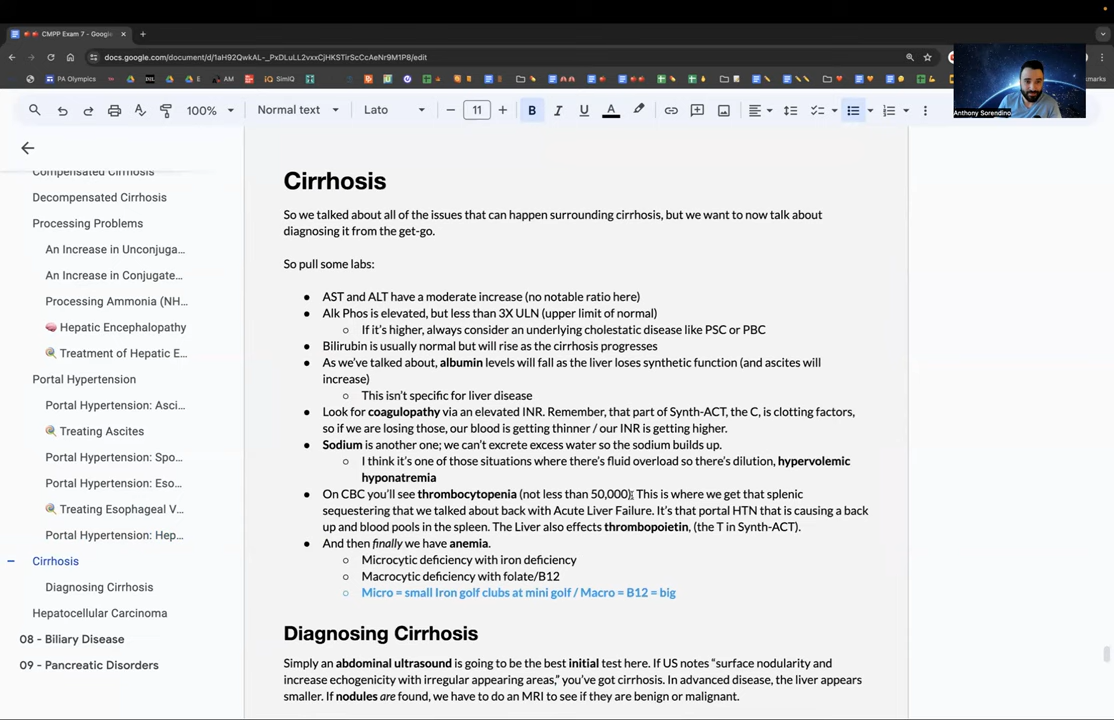 CMPP Exam 7 - Google
docs.google.com/document/d/1aH92QwkAL-_PxDLuLL2vxxCjHKSTirScCcAeNr9M1P8/edit
PA Olympics
AM
SimIQ
100%
Normal text
Lato
11
Anthony Sorendino
Compensated Cirrhosis
Decompensated Cirrhosis
Processing Problems
An Increase in Unconjuga...
An Increase in Conjugate...
Processing Ammonia (NH...
🧠 Hepatic Encephalopathy
🔍 Treatment of Hepatic E...
Portal Hypertension
Portal Hypertension: Asci...
🔍 Treating Ascites
Portal Hypertension: Spo...
Portal Hypertension: Eso...
🔍 Treating Esophageal V...
Portal Hypertension: Hep...
Cirrhosis
Diagnosing Cirrhosis
Hepatocellular Carcinoma
08 - Biliary Disease
09 - Pancreatic Disorders
Cirrhosis
So we talked about all of the issues that can happen surrounding cirrhosis, but we want to now talk about
diagnosing it from the get-go.
So pull some labs:
● AST and ALT have a moderate increase (no notable ratio here)
● Alk Phos is elevated, but less than 3X ULN (upper limit of normal)
○ If it's higher, always consider an underlying cholestatic disease like PSC or PBC
● Bilirubin is usually normal but will rise as the cirrhosis progresses
● As we've talked about, albumin levels will fall as the liver loses synthetic function (and ascites will
increase)
○ This isn't specific for liver disease
● Look for coagulopathy via an elevated INR. Remember, that part of Synth-ACT, the C, is clotting factors,
so if we are losing those, our blood is getting thinner / our INR is getting higher.
● Sodium is another one; we can't excrete excess water so the sodium builds up.
○ I think it's one of those situations where there's fluid overload so there's dilution, hypervolemic
hyponatremia
● On CBC you'll see thrombocytopenia (not less than 50,000). This is where we get that splenic
sequestering that we talked about back with Acute Liver Failure. It's that portal HTN that is causing a back
up and blood pools in the spleen. The Liver also effects thrombopoietin, (the T in Synth-ACT).
● And then finally we have anemia.
○ Microcytic deficiency with iron deficiency
○ Macrocytic deficiency with folate/B12
○ Micro = small Iron golf clubs at mini golf / Macro = B12 = big
Diagnosing Cirrhosis
Simply an abdominal ultrasound is going to be the best initial test here. If US notes "surface nodularity and
increase echogenicity with irregular appearing areas," you've got cirrhosis. In advanced disease, the liver appears
smaller. If nodules are found, we have to do an MRI to see if they are benign or malignant.